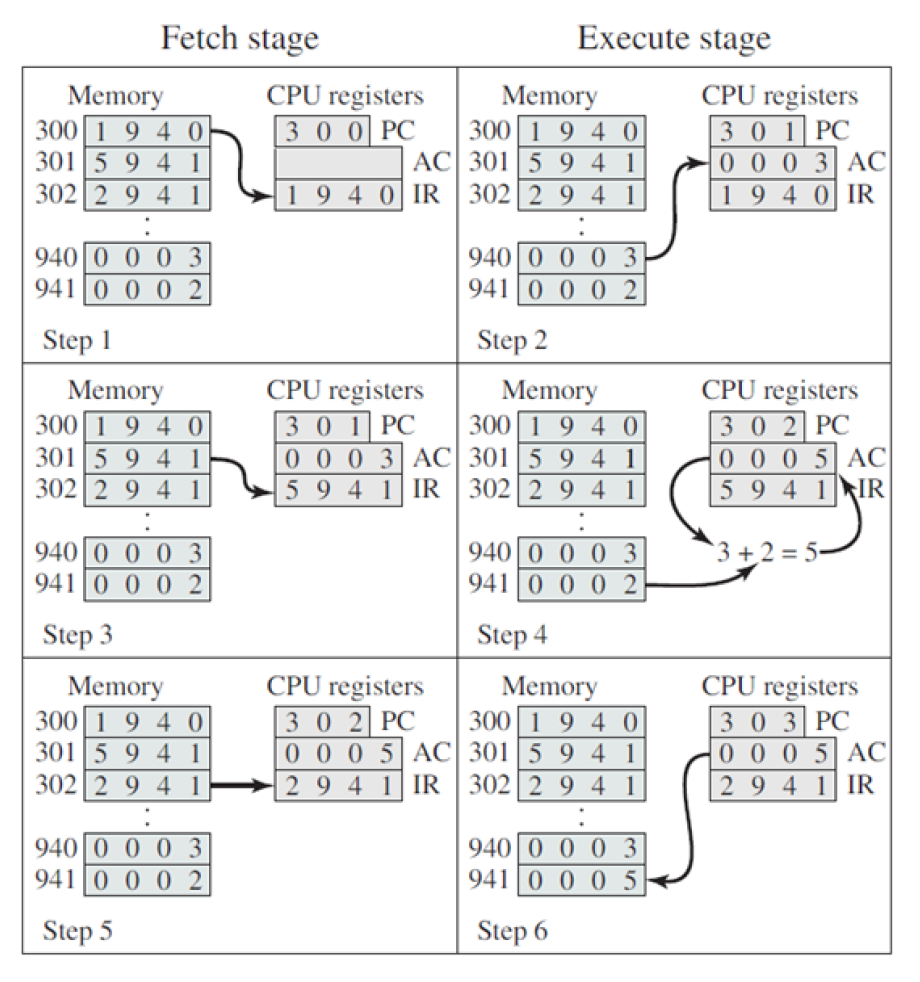 Fetch stage
Execute stage
Memory
CPU registers
300 1 9 4 0
3 0 0 PC
301 5 9 4 1
AC
302 2 9 4 1
1 9 4 0 IR
940 0 0 0 3
941 0 0 0 2
Step 1
Memory
CPU registers
300 1 9 4 0
3 0 1 PC
301 5 9 4 1
0 0 0 3 AC
302 2 9 4 1
1 9 4 0 IR
940 0 0 0 3
941 0 0 0 2
Step 2
Memory
CPU registers
300 1 9 4 0
3 0 1 PC
301 5 9 4 1
0 0 0 3 AC
302 2 9 4 1
5 9 4 1 IR
940 0 0 0 3
941 0 0 0 2
Step 3
Memory
CPU registers
300 1 9 4 0
3 0 2 PC
301 5 9 4 1
0 0 0 5 AC
302 2 9 4 1
5 9 4 1 IR
940 0 0 0 3
3 + 2 = 5
941 0 0 0 2
Step 4
Memory
CPU registers
300 1 9 4 0
3 0 2 PC
301 5 9 4 1
0 0 0 5 AC
302 2 9 4 1
2 9 4 1 IR
940 0 0 0 3
941 0 0 0 2
Step 5
Memory
CPU registers
300 1 9 4 0
3 0 3 PC
301 5 9 4 1
0 0 0 5 AC
302 2 9 4 1
2 9 4 1 IR
940 0 0 0 3
941 0 0 0 5
Step 6